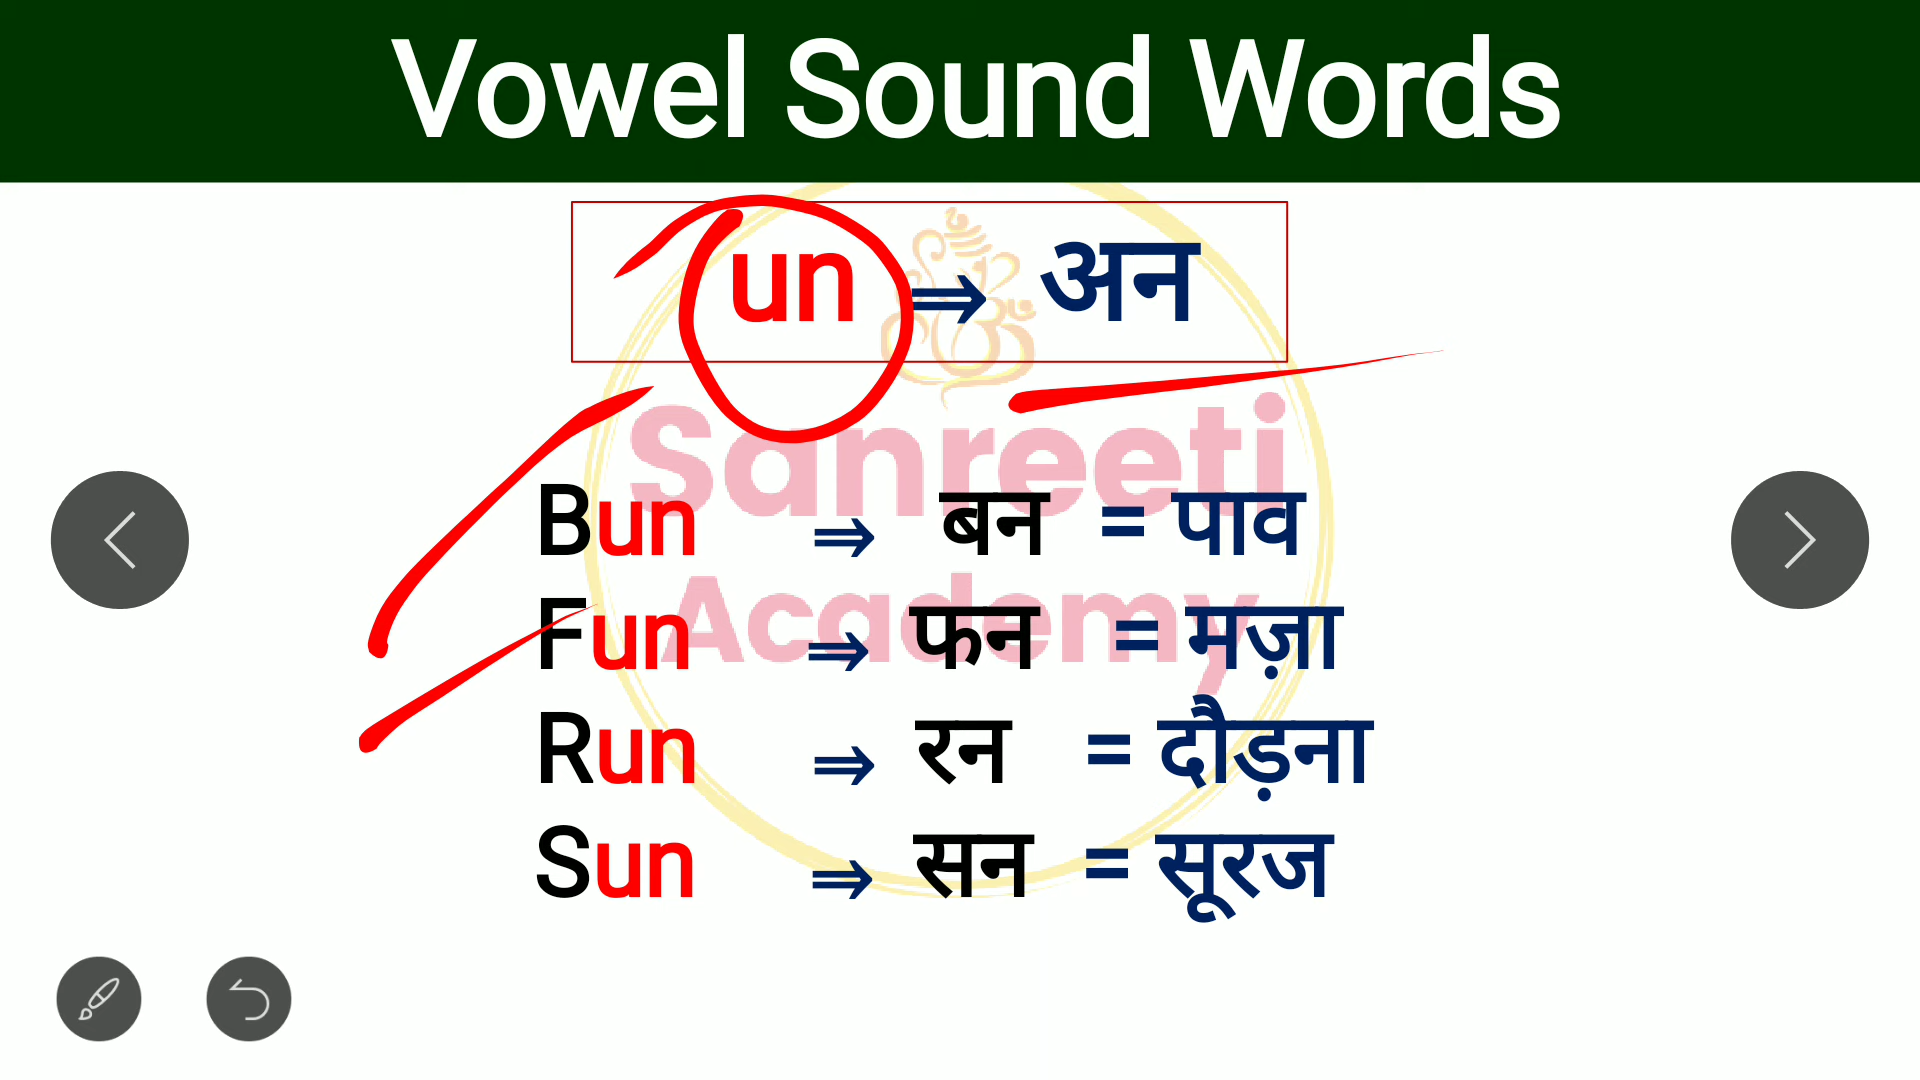 Vowel Sound Words
un ⇒ अन
Sanreeti
Academy
Bun ⇒ बन = पाव
Fun ⇒ फन = मज़ा
Run ⇒ रन = दौड़ना
Sun ⇒ सन = सूरज